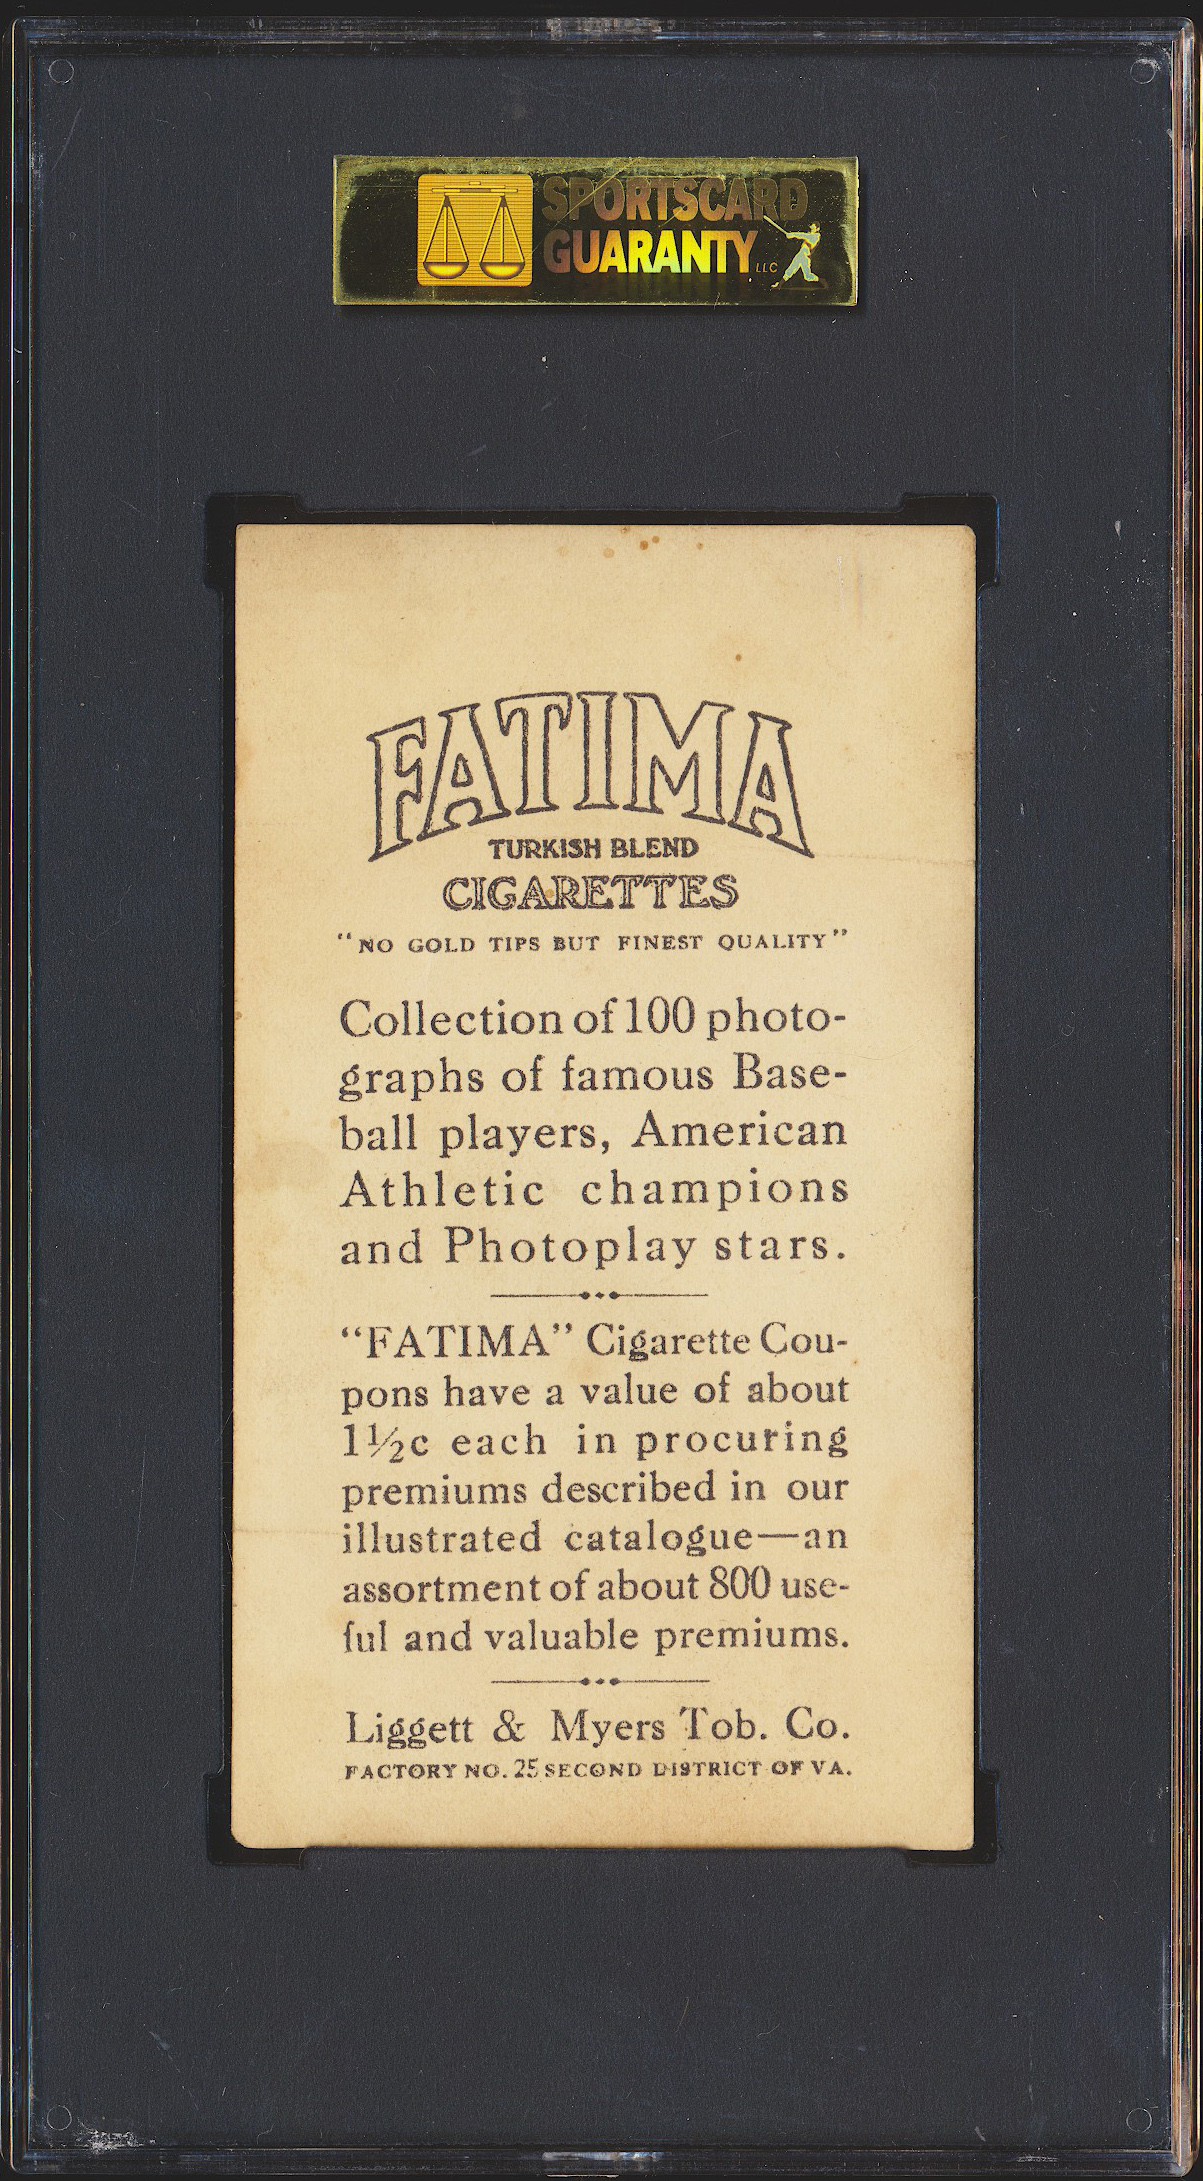 SPORTSCARD
GUARANTY LLC
FATIMA
TURKISH BLEND
CIGARETTES
"NO GOLD TIPS BUT FINEST QUALITY"
Collection of 100 photo-
graphs of famous Base-
ball players, American
Athletic champions
and Photoplay stars.
"FATIMA" Cigarette Cou-
pons have a value of about
1½c each in procuring
premiums described in our
illustrated catalogue—an
assortment of about 800 use-
ful and valuable premiums.
Liggett & Myers Tob. Co.
FACTORY NO. 25 SECOND DISTRICT OF VA.